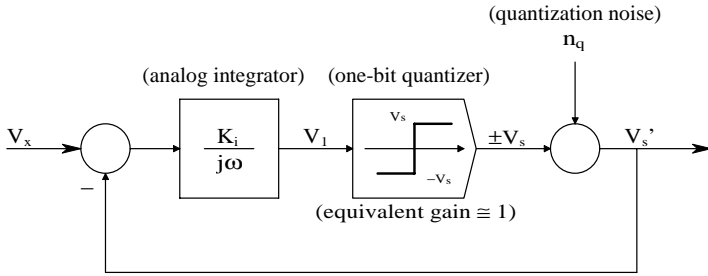 (quantization noise)
n_q
(analog integrator) (one-bit quantizer)
V_x
K_i
jω
V_1
V_s
−V_s
±V_s
V_s'
−
(equivalent gain ≅ 1)